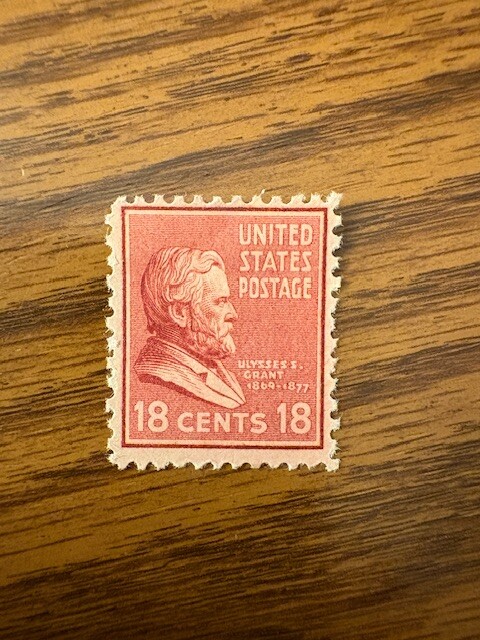 UNITED
STATES
POSTAGE
ULYSSES S.
GRANT
1869-1877
18 CENTS 18